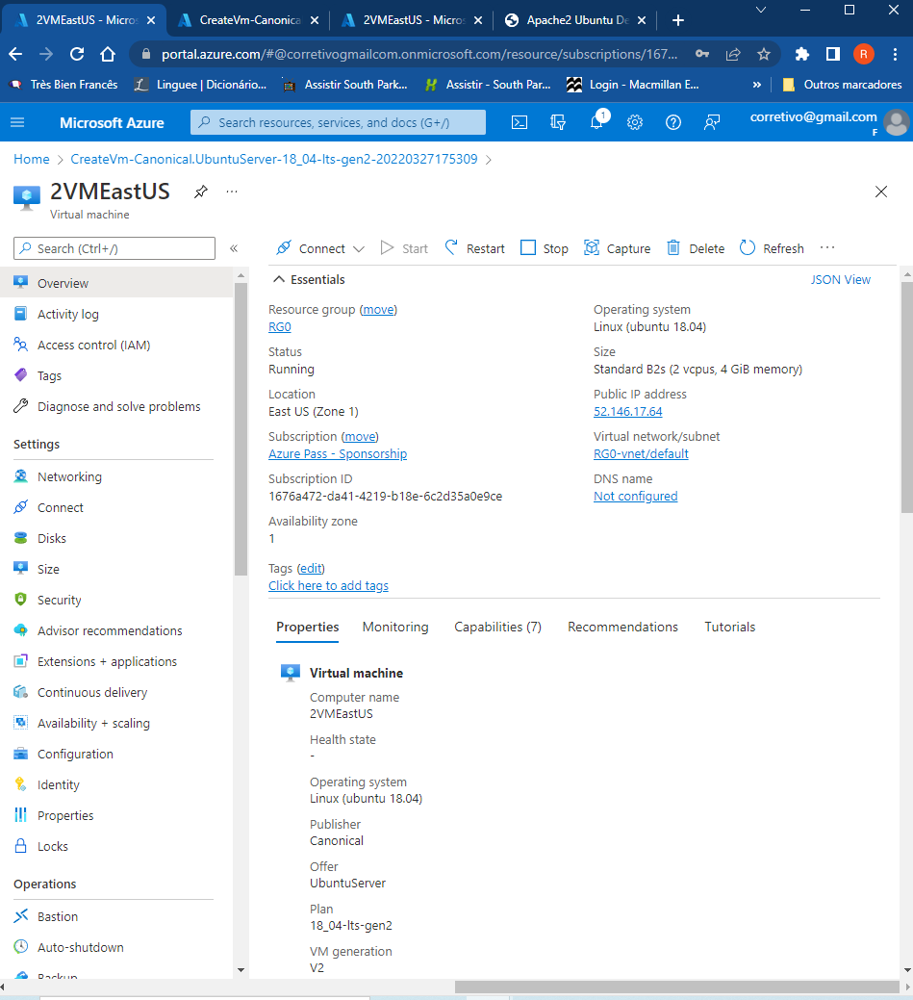 2VMEastUS - Micros
CreateVm-Canonica
2VMEastUS - Micros
Apache2 Ubuntu De
portal.azure.com/#@corretivogmailcom.onmicrosoft.com/resource/subscriptions/167...
R
Très Bien Francês
Linguee | Dicionário...
Assistir South Park...
Assistir - South Par...
Login - Macmillan E...
»
Outros marcadores
Microsoft Azure
Search resources, services, and docs (G+/)
1
corretivo@gmail.com
F
Home > CreateVm-Canonical.UbuntuServer-18_04-lts-gen2-20220327175309 >
2VMEastUS
...
Virtual machine
Search (Ctrl+/)
«
Connect
Start
Restart
Stop
Capture
Delete
Refresh
...
Overview
Activity log
Access control (IAM)
Tags
Diagnose and solve problems
Settings
Networking
Connect
Disks
Size
Security
Advisor recommendations
Extensions + applications
Continuous delivery
Availability + scaling
Configuration
Identity
Properties
Locks
Operations
Bastion
Auto-shutdown
Backup
Essentials
JSON View
Resource group (move)
RG0
Status
Running
Location
East US (Zone 1)
Subscription (move)
Azure Pass - Sponsorship
Subscription ID
1676a472-da41-4219-b18e-6c2d35a0e9ce
Availability zone
1
Operating system
Linux (ubuntu 18.04)
Size
Standard B2s (2 vcpus, 4 GiB memory)
Public IP address
52.146.17.64
Virtual network/subnet
RG0-vnet/default
DNS name
Not configured
Tags (edit)
Click here to add tags
Properties
Monitoring
Capabilities (7)
Recommendations
Tutorials
Virtual machine
Computer name
2VMEastUS
Health state
-
Operating system
Linux (ubuntu 18.04)
Publisher
Canonical
Offer
UbuntuServer
Plan
18_04-lts-gen2
VM generation
V2